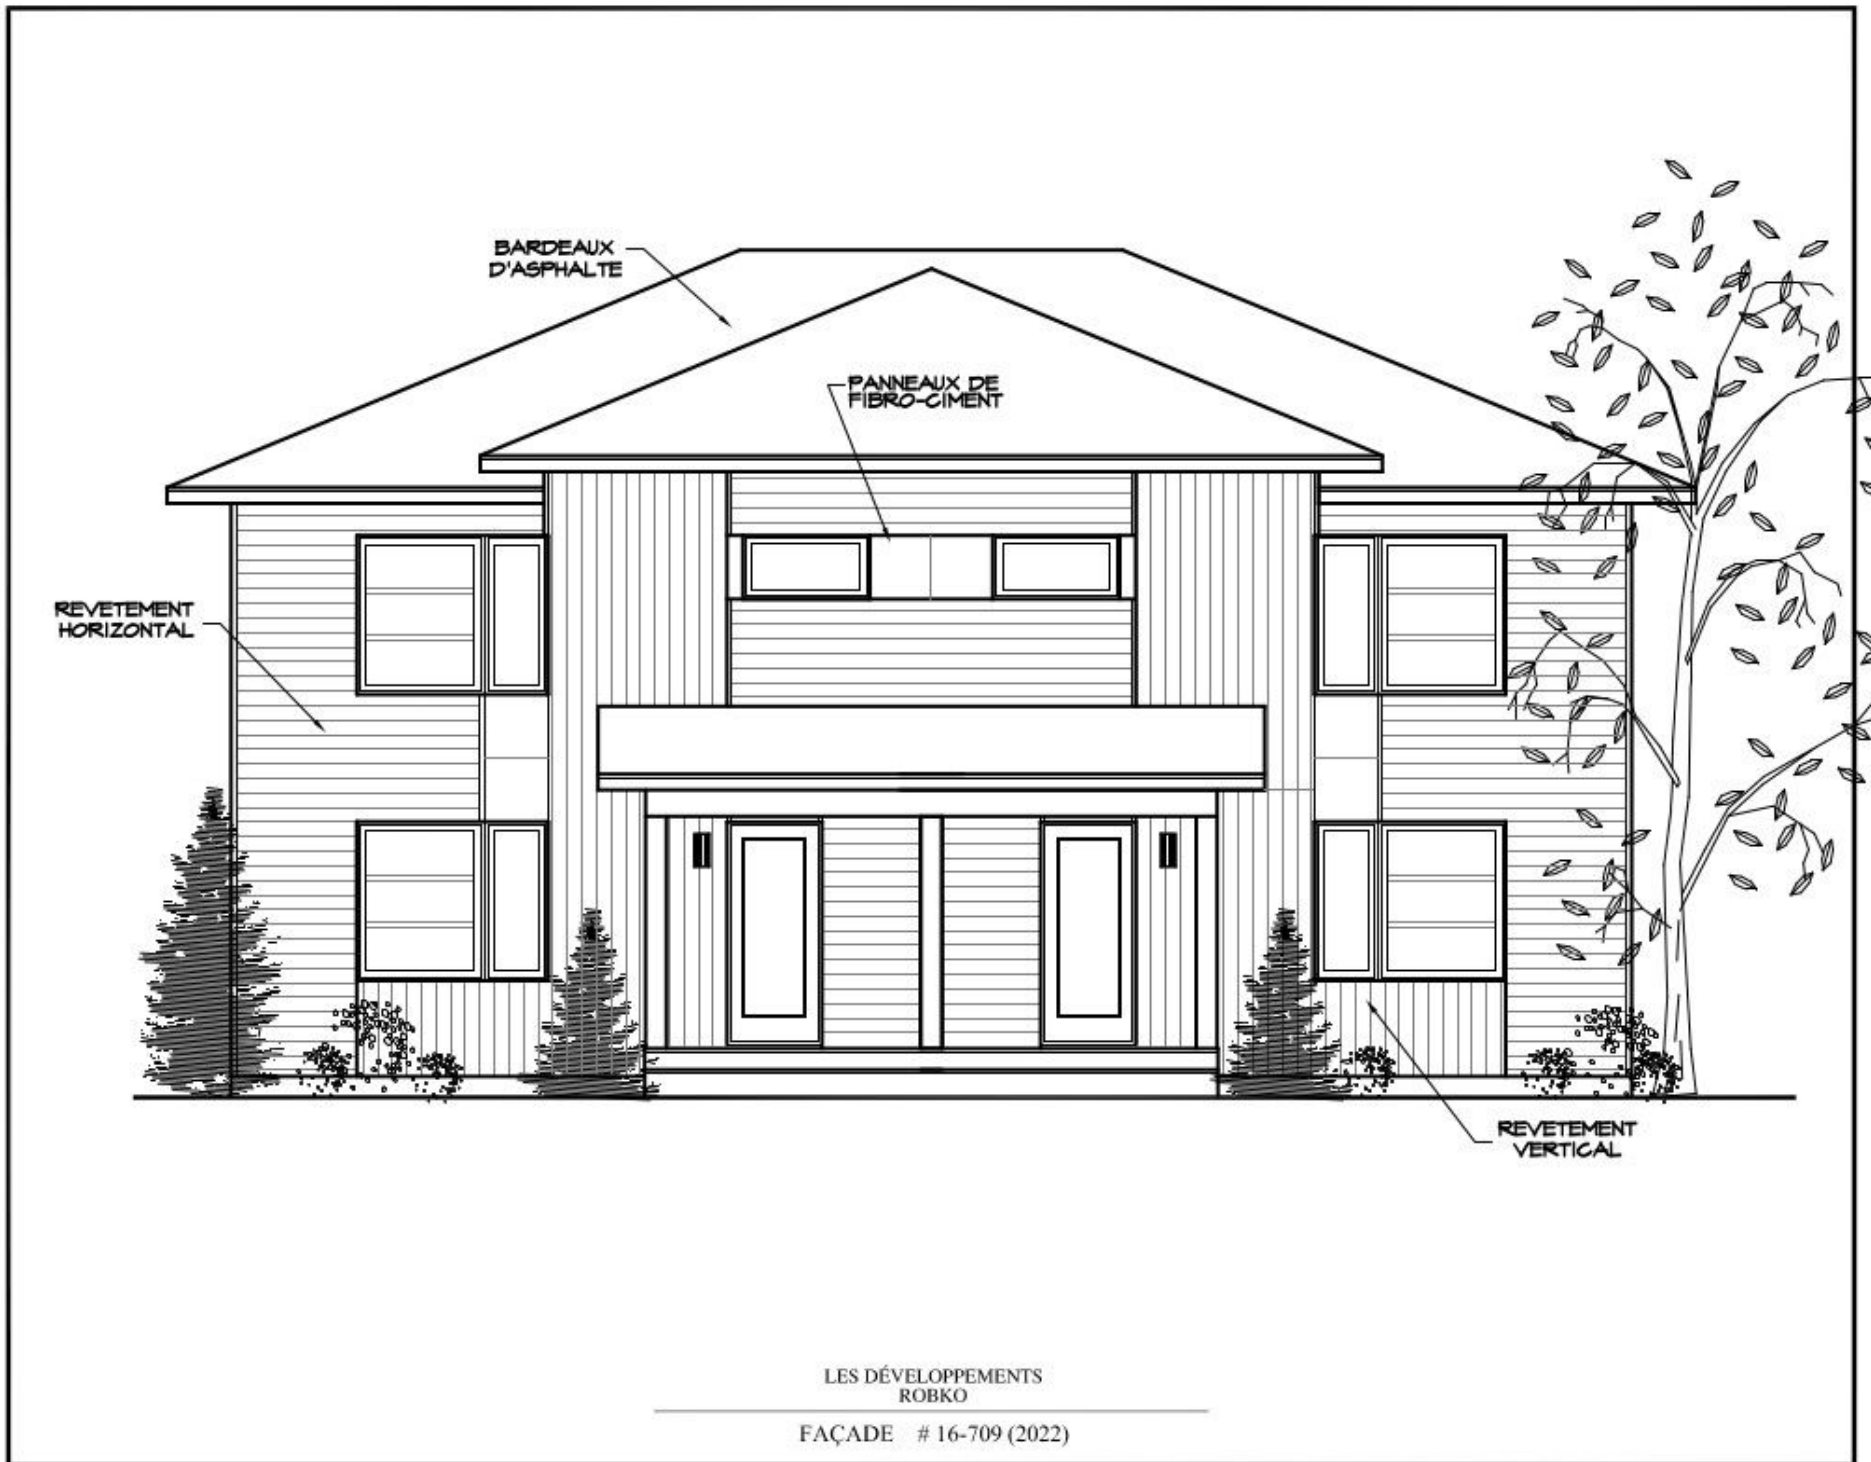 BARDEAUX
D'ASPHALTE
PANNEAUX DE
FIBRO-CIMENT
REVETEMENT
HORIZONTAL
REVETEMENT
VERTICAL
LES DÉVELOPPEMENTS
ROBKO
FAÇADE # 16-709 (2022)